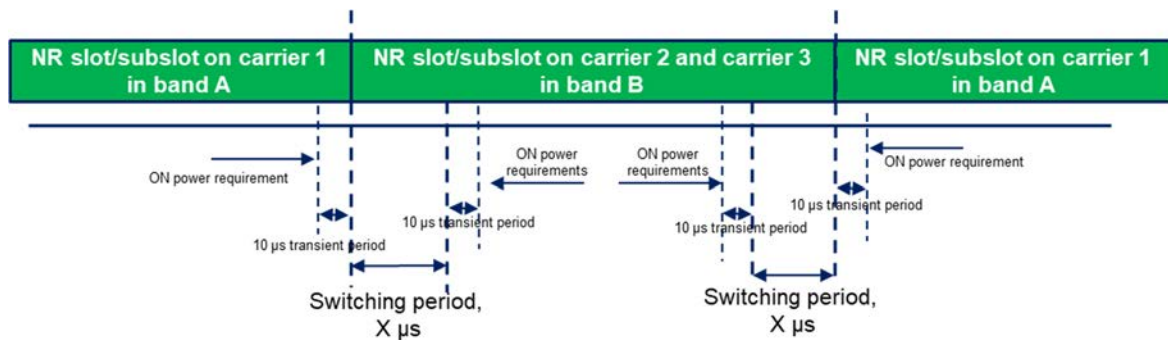 NR slot/subslot on carrier 1
in band A
NR slot/subslot on carrier 2 and carrier 3
in band B
NR slot/subslot on carrier 1
in band A
ON power requirement
ON power
requirements
ON power
requirements
ON power requirement
10 µs transient period
10 µs transient period
10 µs transient period
10 µs transient period
Switching period,
X µs
Switching period,
X µs